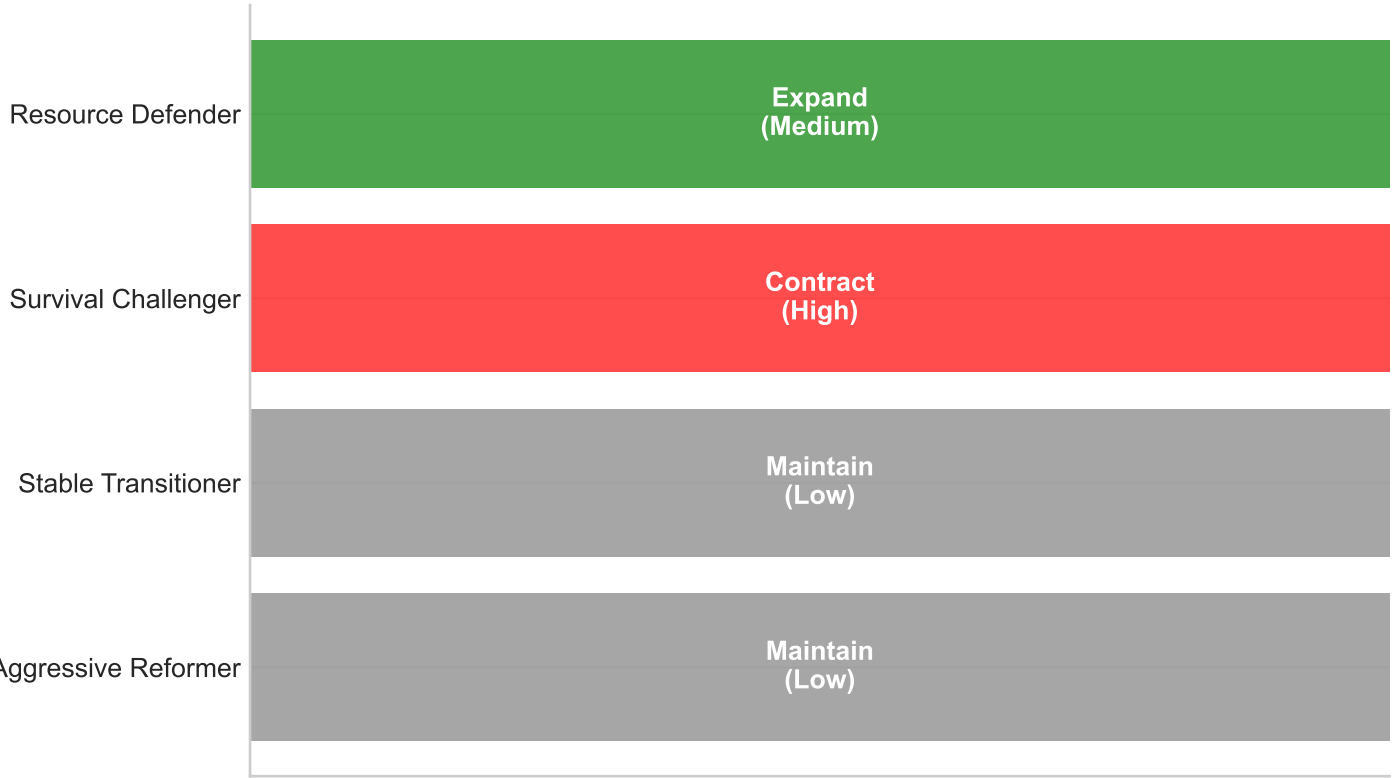 Resource Defender
Expand
(Medium)
Survival Challenger
Contract
(High)
Stable Transitioner
Maintain
(Low)
Aggressive Reformer
Maintain
(Low)